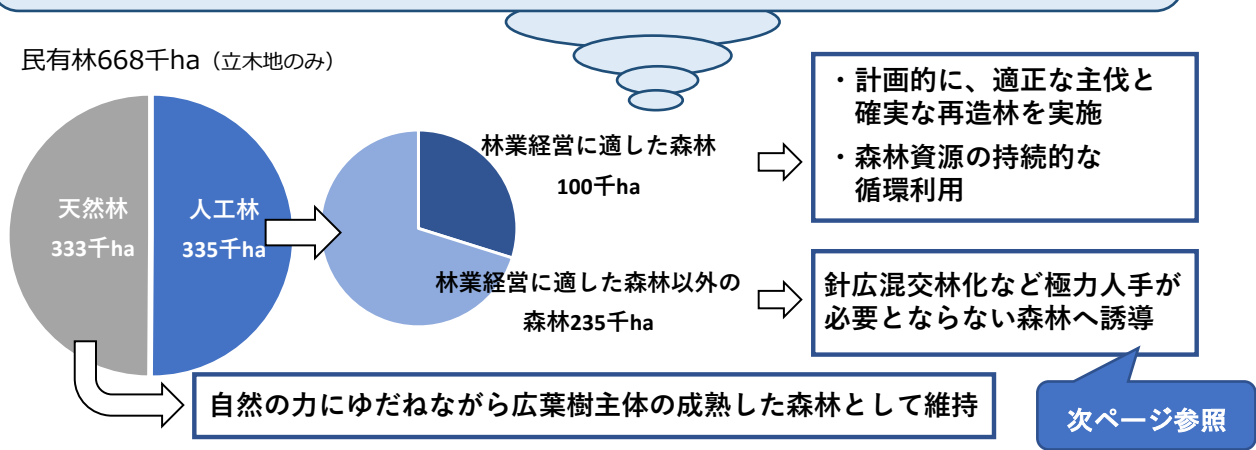 民有林668千ha（立木地のみ）
天然林
333千ha
人工林
335千ha
林業経営に適した森林
100千ha
・計画的に、適正な主伐と
確実な再造林を実施
・森林資源の持続的な
循環利用
林業経営に適した森林以外の
森林235千ha
針広混交林化など極力人手が
必要とならない森林へ誘導
自然の力にゆだねながら広葉樹主体の成熟した森林として維持
次ページ参照